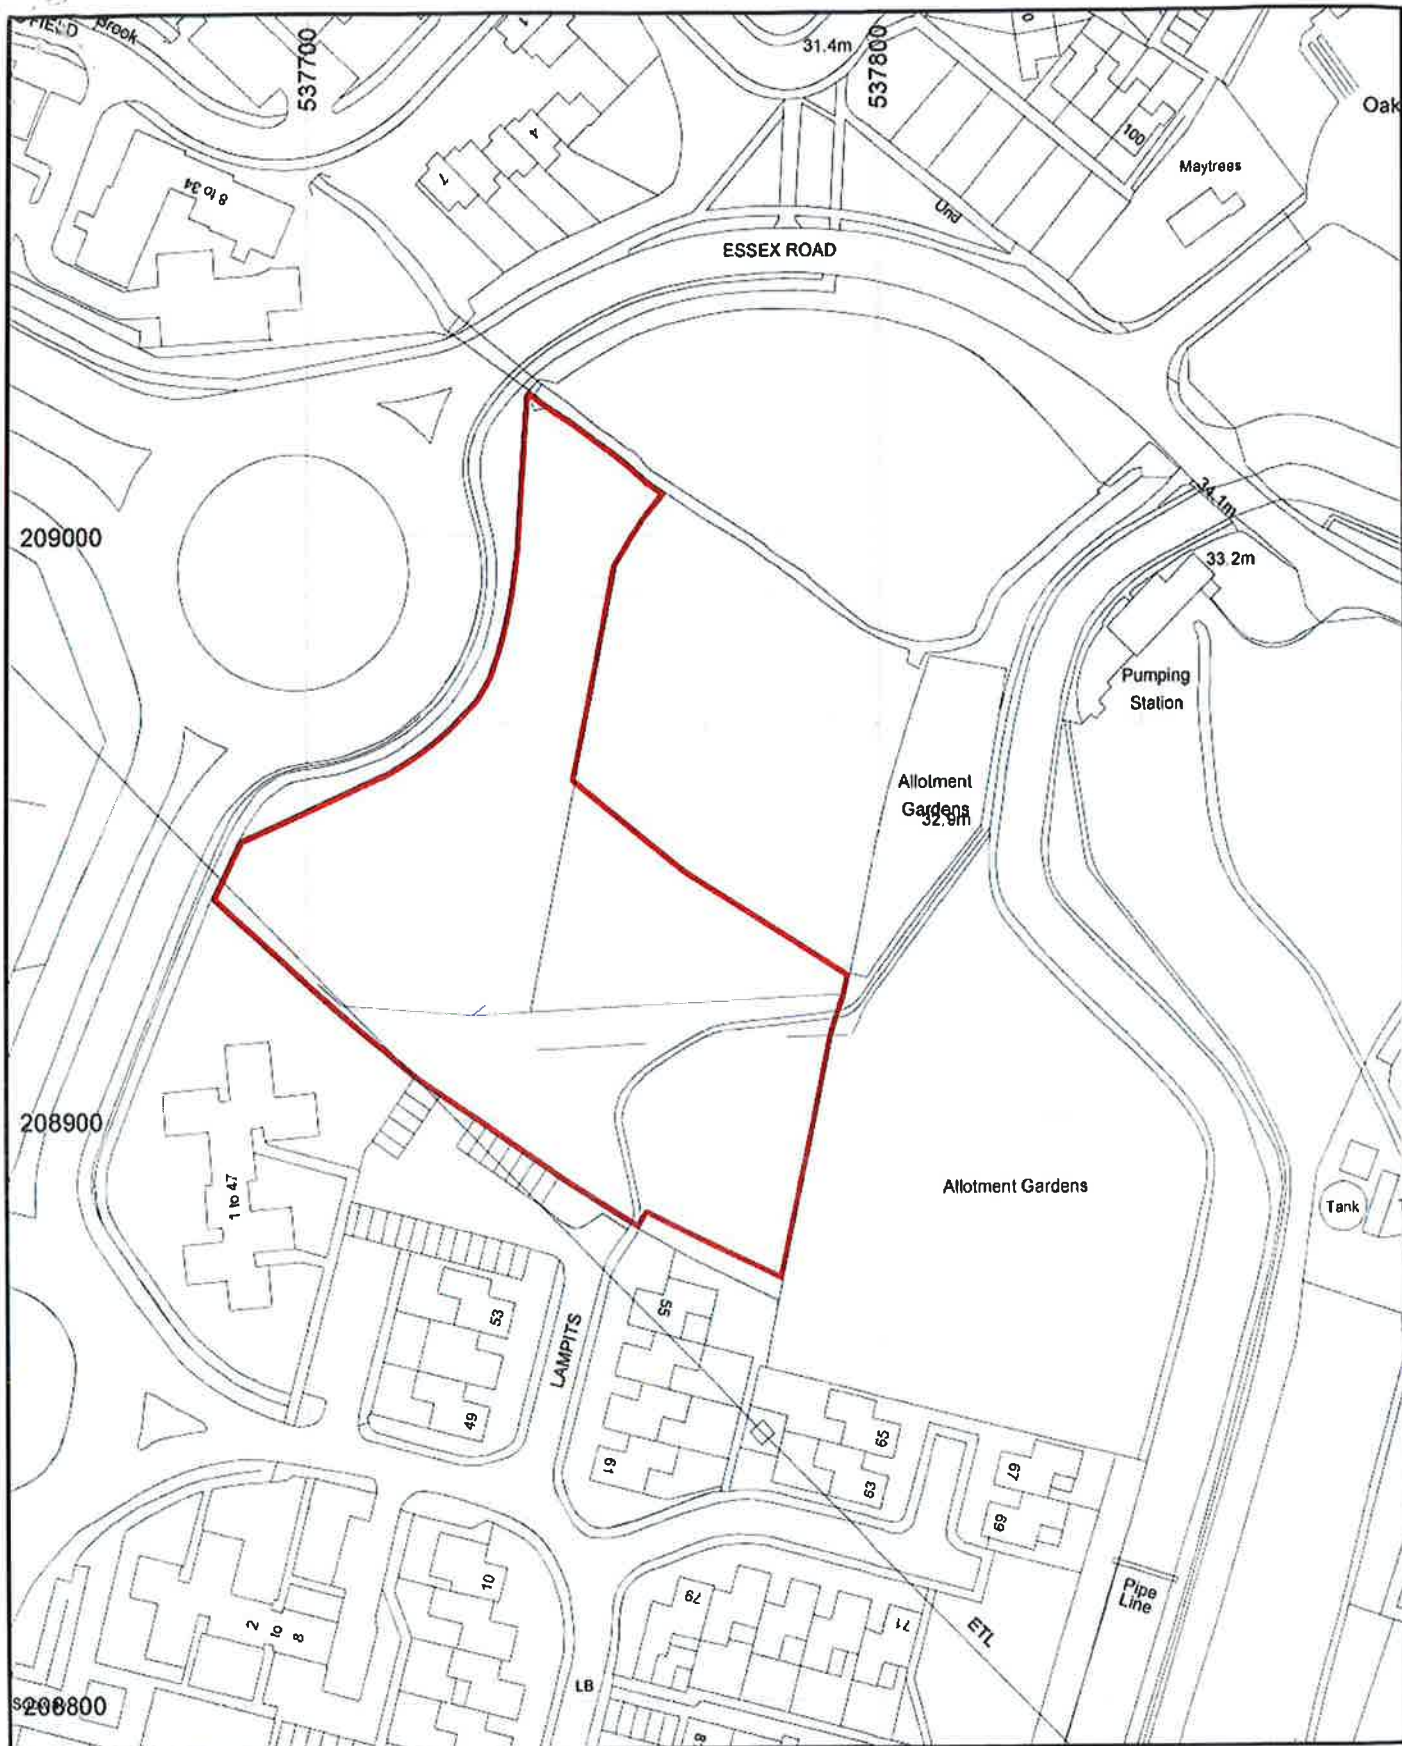 FIELD
brook
537700
31.4m
537800
Oak
100
4
7
Maytrees
8 to 34
Und
ESSEX ROAD
34.1m
209000
33.2m
Pumping
Station
Allotment
Gardens
32.9m
208900
1 to 47
Allotment Gardens
Tank
53
55
LAMPITS
49
65
61
63
67
69
10
2 to 8
79
71
Pipe
Line
ETL
LB
208800